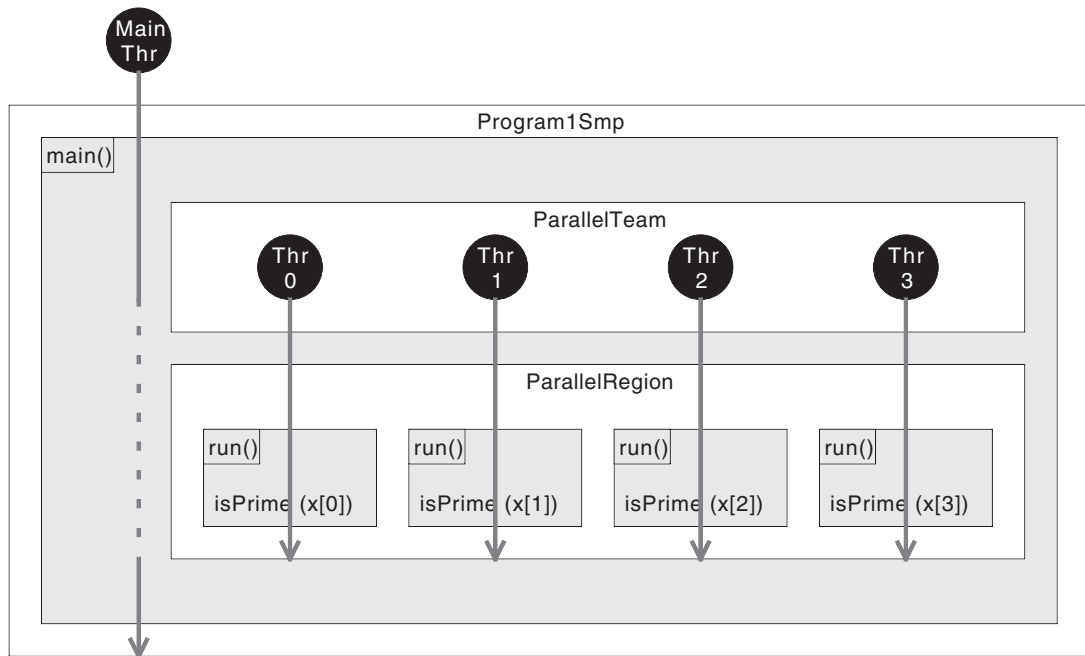 Main
Thr
Program1Smp
main()
ParallelTeam
Thr
0
Thr
1
Thr
2
Thr
3
ParallelRegion
run()
run()
run()
run()
isPrime (x[0])
isPrime (x[1])
isPrime (x[2])
isPrime (x[3])